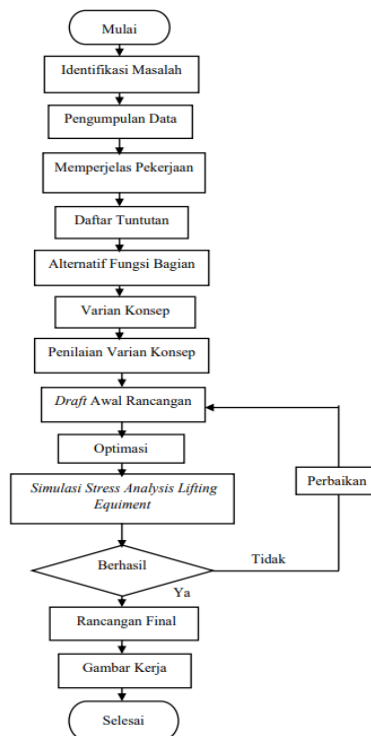 Mulai
Identifikasi Masalah
Pengumpulan Data
Memperjelas Pekerjaan
Daftar Tuntutan
Alternatif Fungsi Bagian
Varian Konsep
Penilaian Varian Konsep
Draft Awal Rancangan
Optimasi
Perbaikan
Simulasi Stress Analysis Lifting
Equiment
Berhasil
Tidak
Ya
Rancangan Final
Gambar Kerja
Selesai